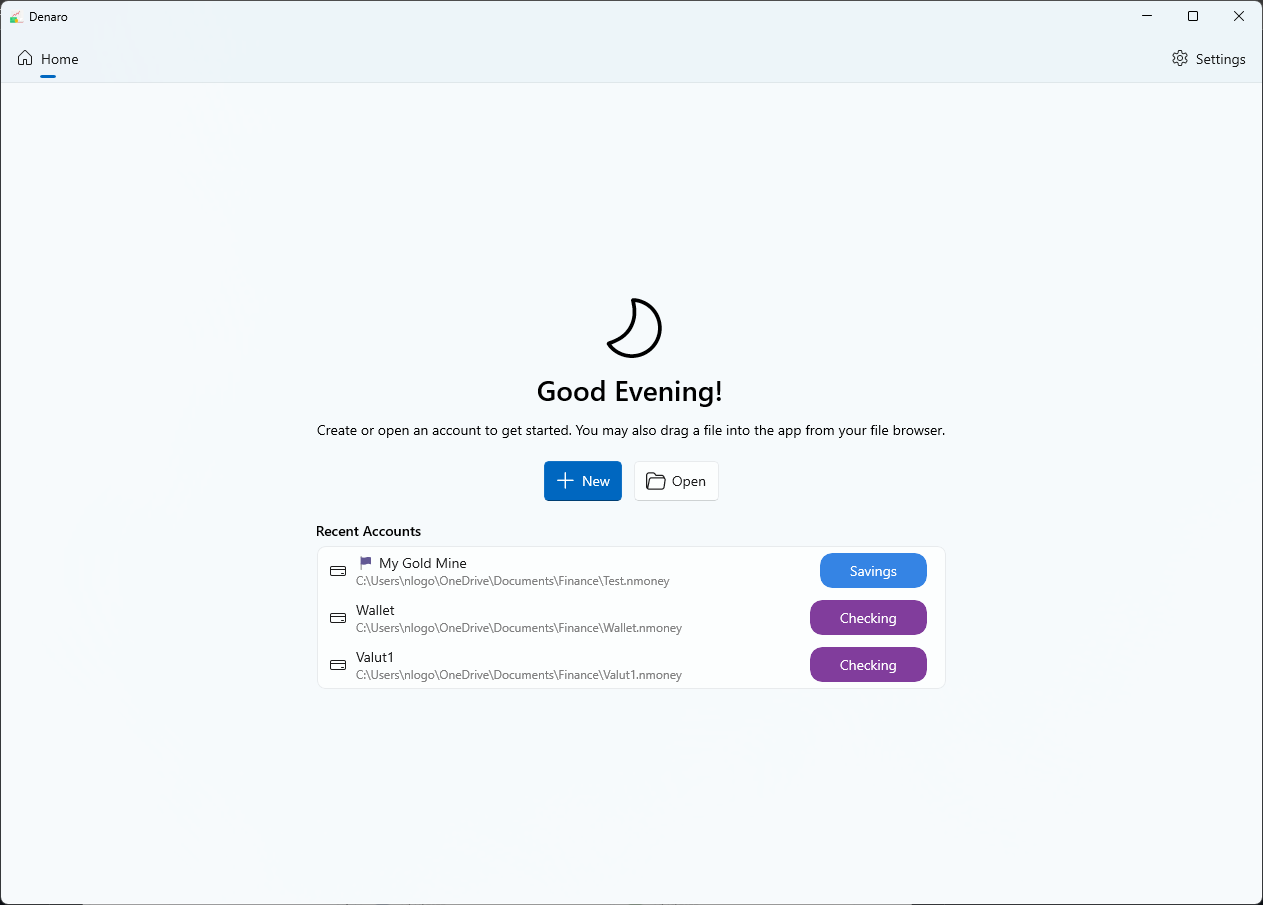 Denaro
Home
Settings
Good Evening!
Create or open an account to get started. You may also drag a file into the app from your file browser.
New
Open
Recent Accounts
My Gold Mine
C:\Users\nlogo\OneDrive\Documents\Finance\Test.nmoney
Savings
Wallet
C:\Users\nlogo\OneDrive\Documents\Finance\Wallet.nmoney
Checking
Valut1
C:\Users\nlogo\OneDrive\Documents\Finance\Valut1.nmoney
Checking